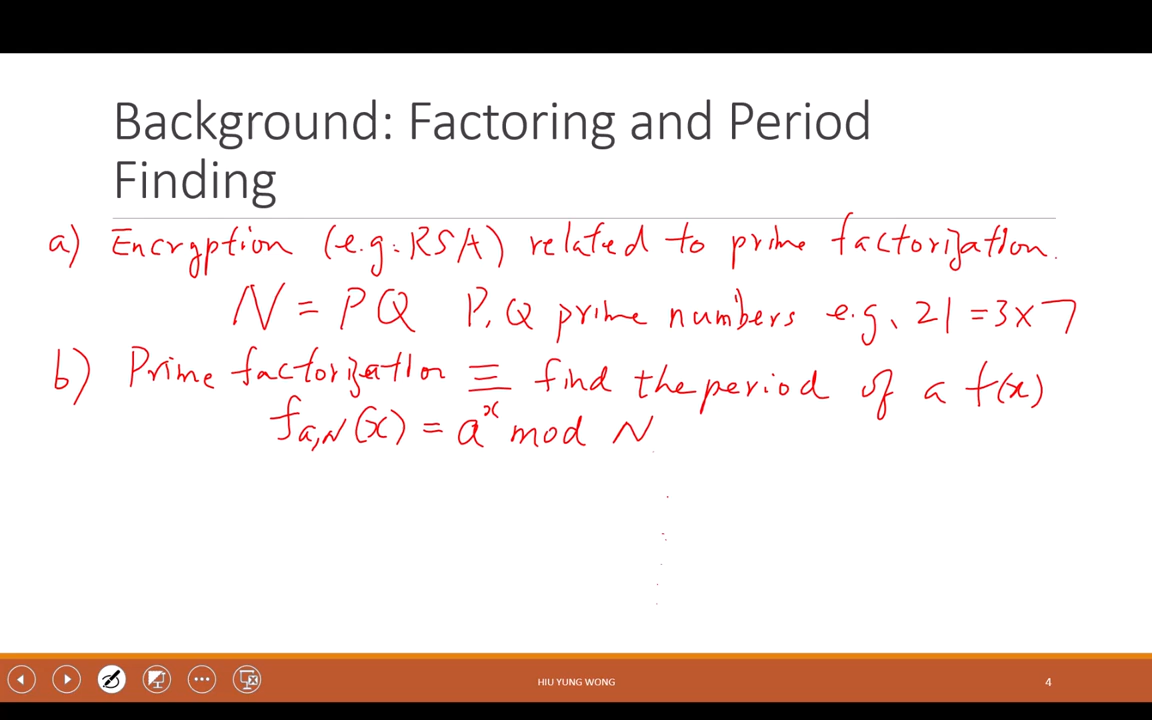 Background: Factoring and Period
Finding
a) Encryption (e.g. RSA) related to prime factorization.
N = PQ P, Q prime numbers e.g. 21 = 3 x 7
b) Prime factorization ≡ find the period of a f(x)
f_{a,N}(x) = a^x mod N
HIU YUNG WONG
4